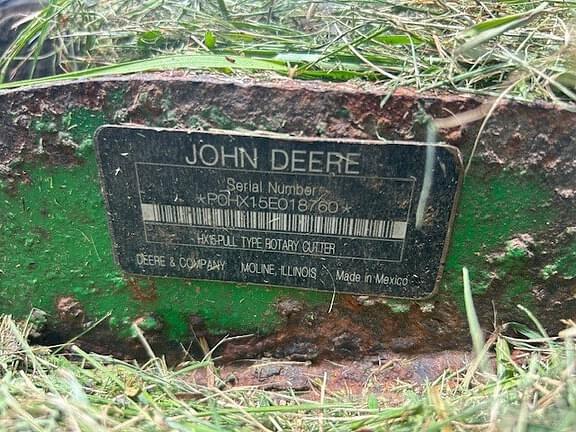 JOHN DEERE
Serial Number
*P0HX15E018760*
HX15-PULL TYPE ROTARY CUTTER
DEERE & COMPANY MOLINE, ILLINOIS Made in Mexico